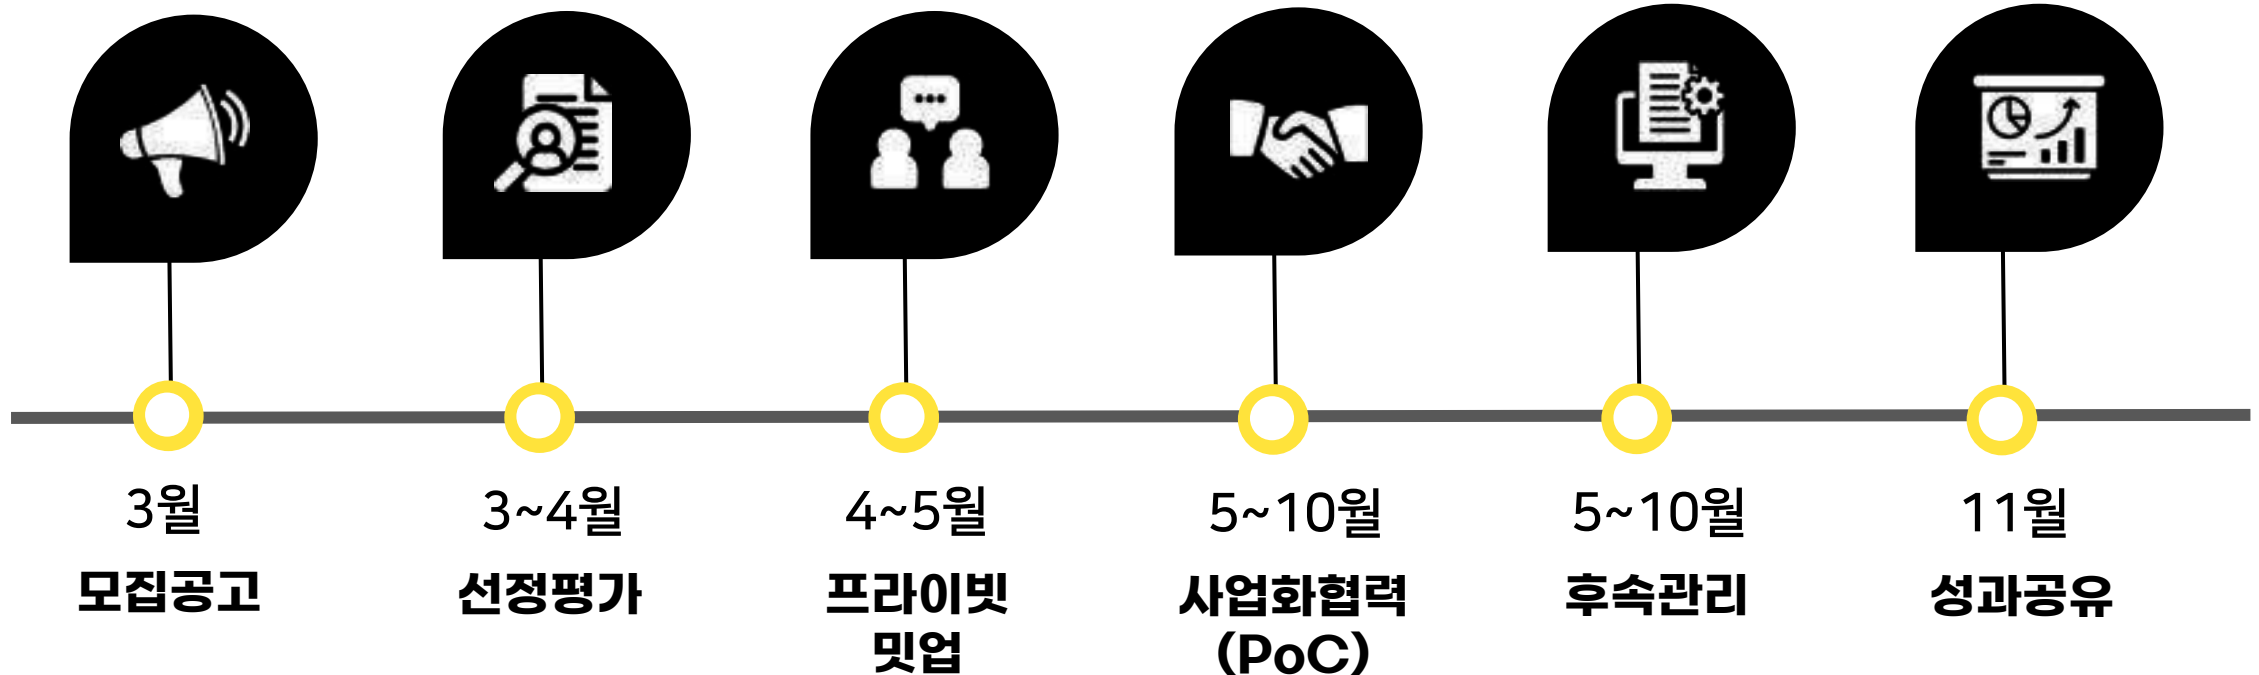 3월
모집공고
3~4월
선정평가
4~5월
프라이빗
밋업
5~10월
사업화협력
(PoC)
5~10월
후속관리
11월
성과공유